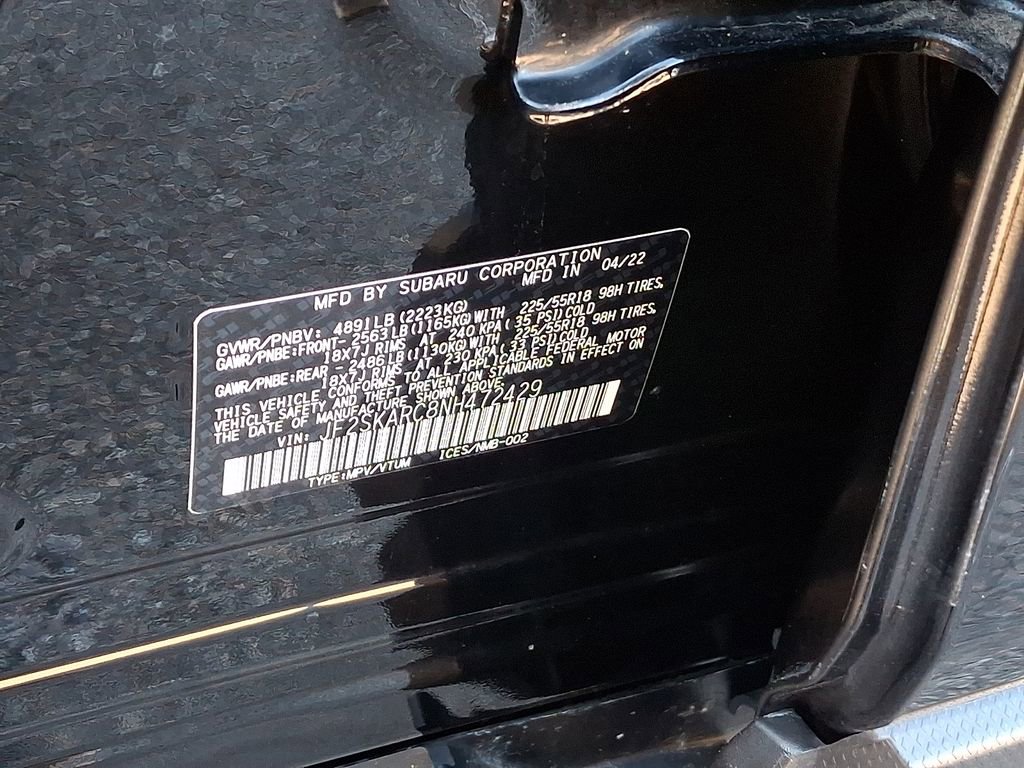 MFD BY SUBARU CORPORATION
MFD IN 04/22
GVWR/PNBV: 4891LB(2223KG)
GAWR/PNBE:FRONT- 2563LB(1165KG)WITH 225/55R18 98H TIRES,
18X7J RIMS AT 240 KPA( 35 PSI)COLD
GAWR/PNBE:REAR - 2486LB(1130KG)WITH 225/55R18 98H TIRES,
18X7J RIMS AT 230 KPA( 33 PSI)COLD
THIS VEHICLE CONFORMS TO ALL APPLICABLE FEDERAL MOTOR
VEHICLE SAFETY AND THEFT PREVENTION STANDARDS IN EFFECT ON
THE DATE OF MANUFACTURE SHOWN ABOVE.
VIN: JF2SKARC8NH472429
TYPE:MPV/VTUM ICES/NMB-002